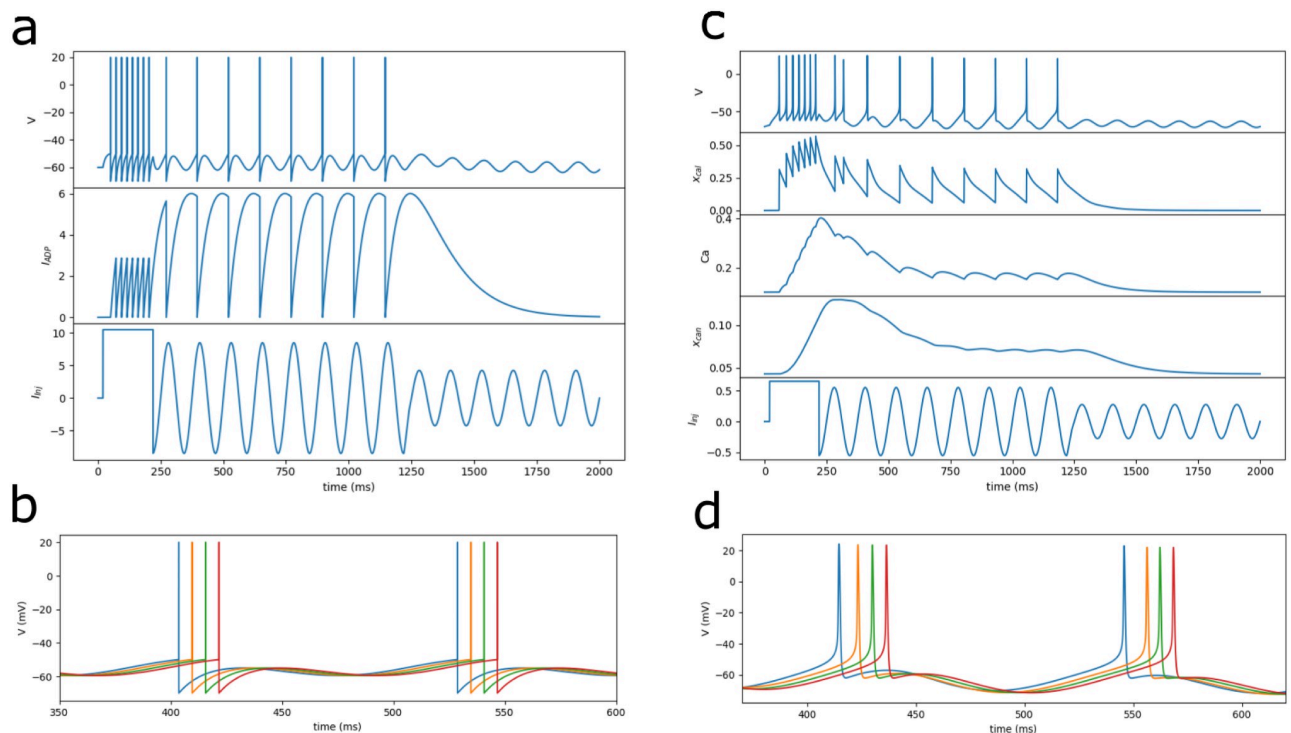 a
20
0
V
−20
−40
−60
6
4
I_ADP
2
0
10
5
I_Inj
0
−5
0 250 500 750 1000 1250 1500 1750 2000
time (ms)
b
20
0
V (mV)
−20
−40
−60
350 400 450 500 550 600
time (ms)
c
0
V
−50
0.50
x_cal
0.25
0.00
0.4
Ca
0.2
0.10
x_can
0.05
0.5
I_Inj
0.0
−0.5
0 250 500 750 1000 1250 1500 1750 2000
time (ms)
d
20
0
V (mV)
−20
−40
−60
400 450 500 550 600
time (ms)